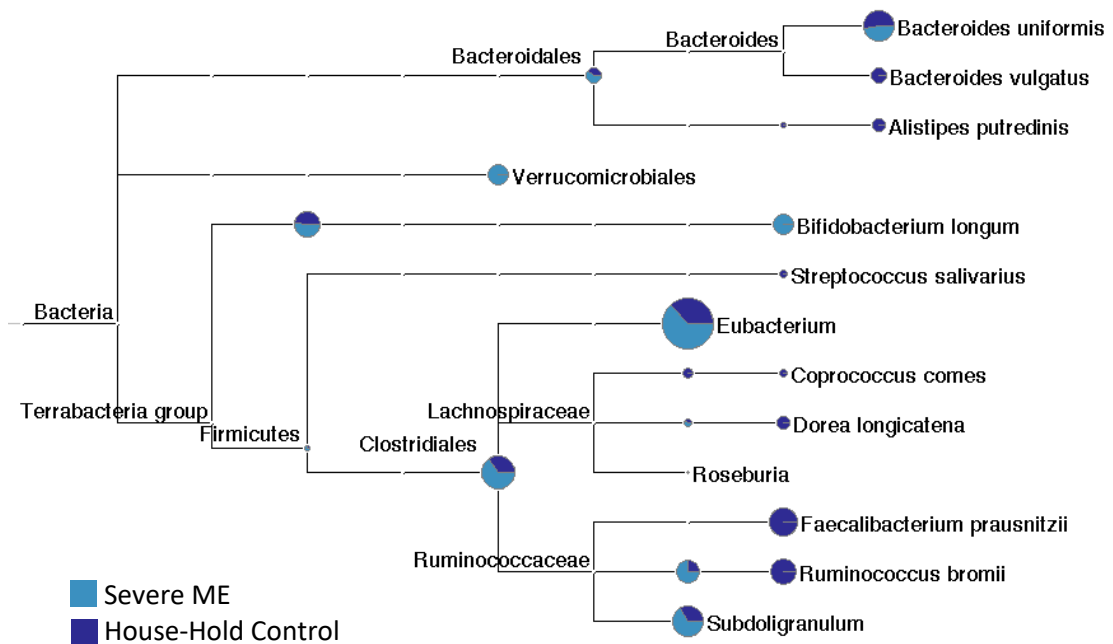 Bacteroides uniformis
Bacteroides
Bacteroidales
Bacteroides vulgatus
Alistipes putredinis
Verrucomicrobiales
Bifidobacterium longum
Streptococcus salivarius
Bacteria
Eubacterium
Coprococcus comes
Terrabacteria group
Lachnospiraceae
Dorea longicatena
Firmicutes
Clostridiales
Roseburia
Faecalibacterium prausnitzii
Ruminococcaceae
Ruminococcus bromii
Severe ME
Subdoligranulum
House-Hold Control